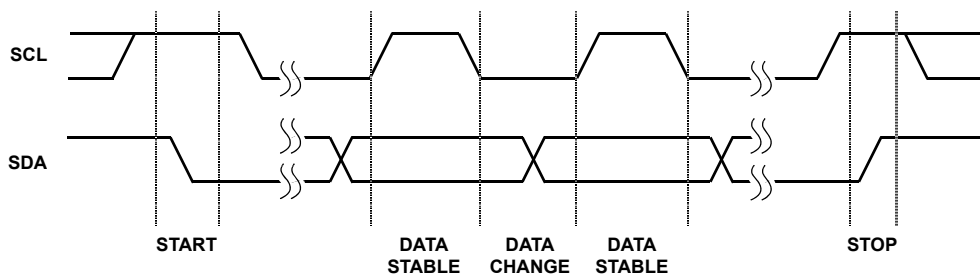 SCL
SDA
START
DATA
STABLE
DATA
CHANGE
DATA
STABLE
STOP